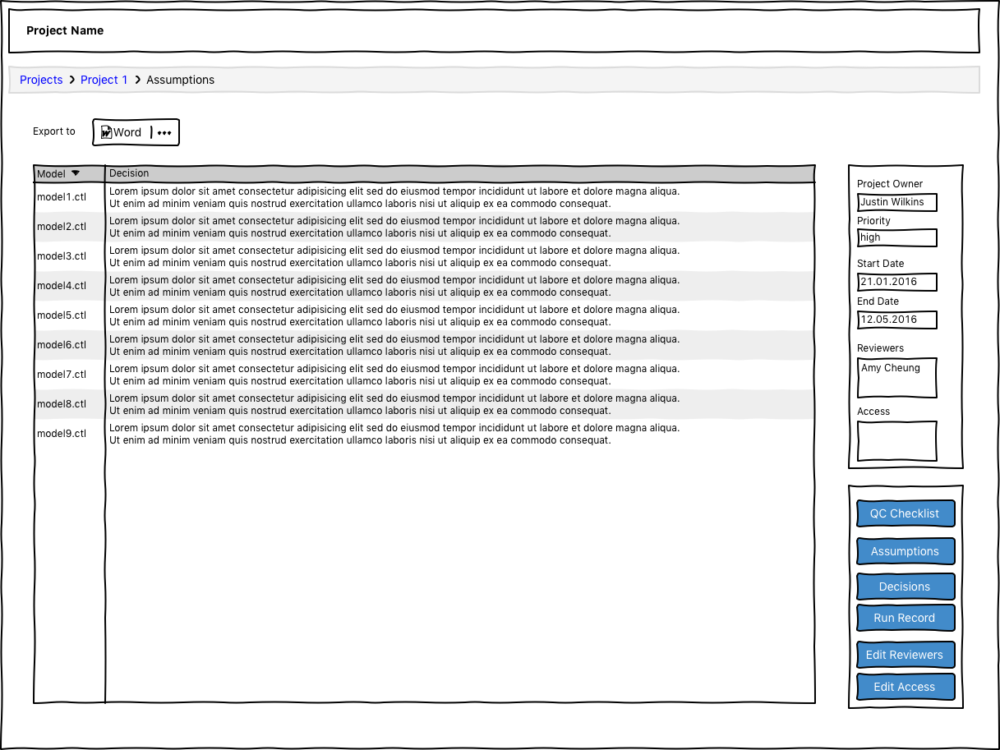 Project Name
Projects > Project 1 > Assumptions
Export to Word | •••
Model Decision
model1.ctl Lorem ipsum dolor sit amet consectetur adipisicing elit sed do eiusmod tempor incididunt ut labore et dolore magna aliqua.
Ut enim ad minim veniam quis nostrud exercitation ullamco laboris nisi ut aliquip ex ea commodo consequat.
model2.ctl Lorem ipsum dolor sit amet consectetur adipisicing elit sed do eiusmod tempor incididunt ut labore et dolore magna aliqua.
Ut enim ad minim veniam quis nostrud exercitation ullamco laboris nisi ut aliquip ex ea commodo consequat.
model3.ctl Lorem ipsum dolor sit amet consectetur adipisicing elit sed do eiusmod tempor incididunt ut labore et dolore magna aliqua.
Ut enim ad minim veniam quis nostrud exercitation ullamco laboris nisi ut aliquip ex ea commodo consequat.
model4.ctl Lorem ipsum dolor sit amet consectetur adipisicing elit sed do eiusmod tempor incididunt ut labore et dolore magna aliqua.
Ut enim ad minim veniam quis nostrud exercitation ullamco laboris nisi ut aliquip ex ea commodo consequat.
model5.ctl Lorem ipsum dolor sit amet consectetur adipisicing elit sed do eiusmod tempor incididunt ut labore et dolore magna aliqua.
Ut enim ad minim veniam quis nostrud exercitation ullamco laboris nisi ut aliquip ex ea commodo consequat.
model6.ctl Lorem ipsum dolor sit amet consectetur adipisicing elit sed do eiusmod tempor incididunt ut labore et dolore magna aliqua.
Ut enim ad minim veniam quis nostrud exercitation ullamco laboris nisi ut aliquip ex ea commodo consequat.
model7.ctl Lorem ipsum dolor sit amet consectetur adipisicing elit sed do eiusmod tempor incididunt ut labore et dolore magna aliqua.
Ut enim ad minim veniam quis nostrud exercitation ullamco laboris nisi ut aliquip ex ea commodo consequat.
model8.ctl Lorem ipsum dolor sit amet consectetur adipisicing elit sed do eiusmod tempor incididunt ut labore et dolore magna aliqua.
Ut enim ad minim veniam quis nostrud exercitation ullamco laboris nisi ut aliquip ex ea commodo consequat.
model9.ctl Lorem ipsum dolor sit amet consectetur adipisicing elit sed do eiusmod tempor incididunt ut labore et dolore magna aliqua.
Ut enim ad minim veniam quis nostrud exercitation ullamco laboris nisi ut aliquip ex ea commodo consequat.
Project Owner
Justin Wilkins
Priority
high
Start Date
21.01.2016
End Date
12.05.2016
Reviewers
Amy Cheung
Access
QC Checklist
Assumptions
Decisions
Run Record
Edit Reviewers
Edit Access